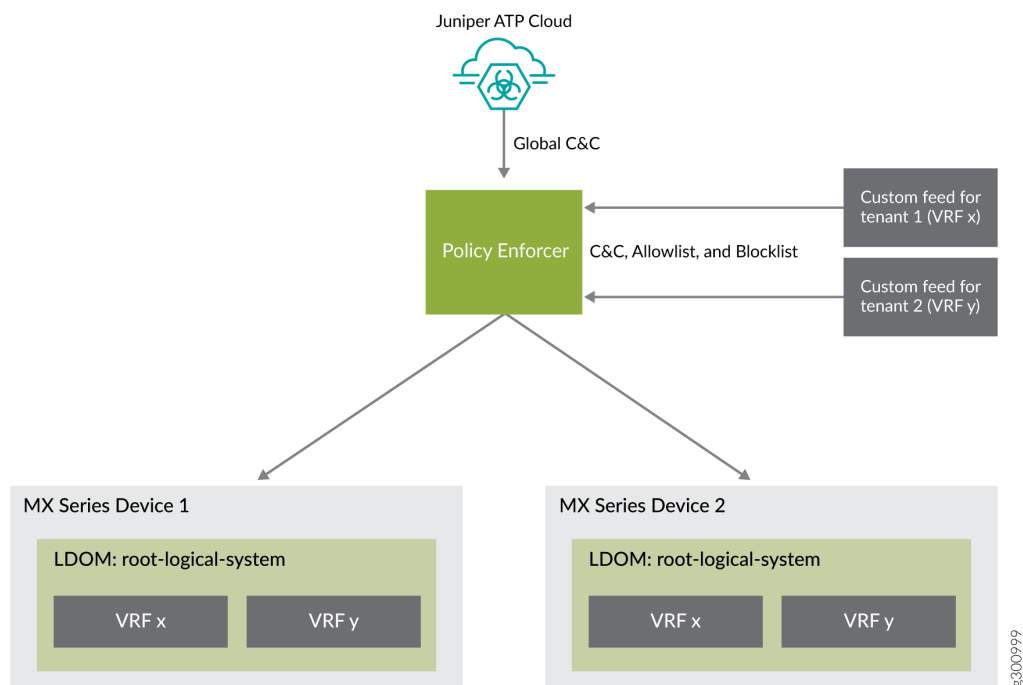 Juniper ATP Cloud
Global C&C
Custom feed for
tenant 1 (VRF x)
Policy Enforcer
C&C, Allowlist, and Blocklist
Custom feed for
tenant 2 (VRF y)
MX Series Device 1
LDOM: root-logical-system
VRF x
VRF y
MX Series Device 2
LDOM: root-logical-system
VRF x
VRF y
g300999